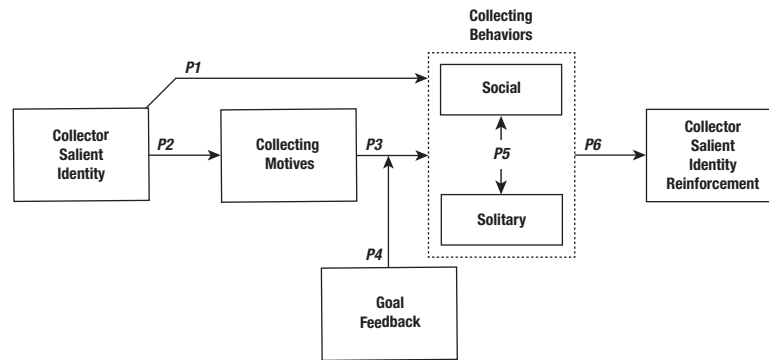 Collecting
Behaviors
P1
Social
Collector
Salient
Identity
P2
Collecting
Motives
P3
P5
P6
Collector
Salient
Identity
Reinforcement
Solitary
P4
Goal
Feedback